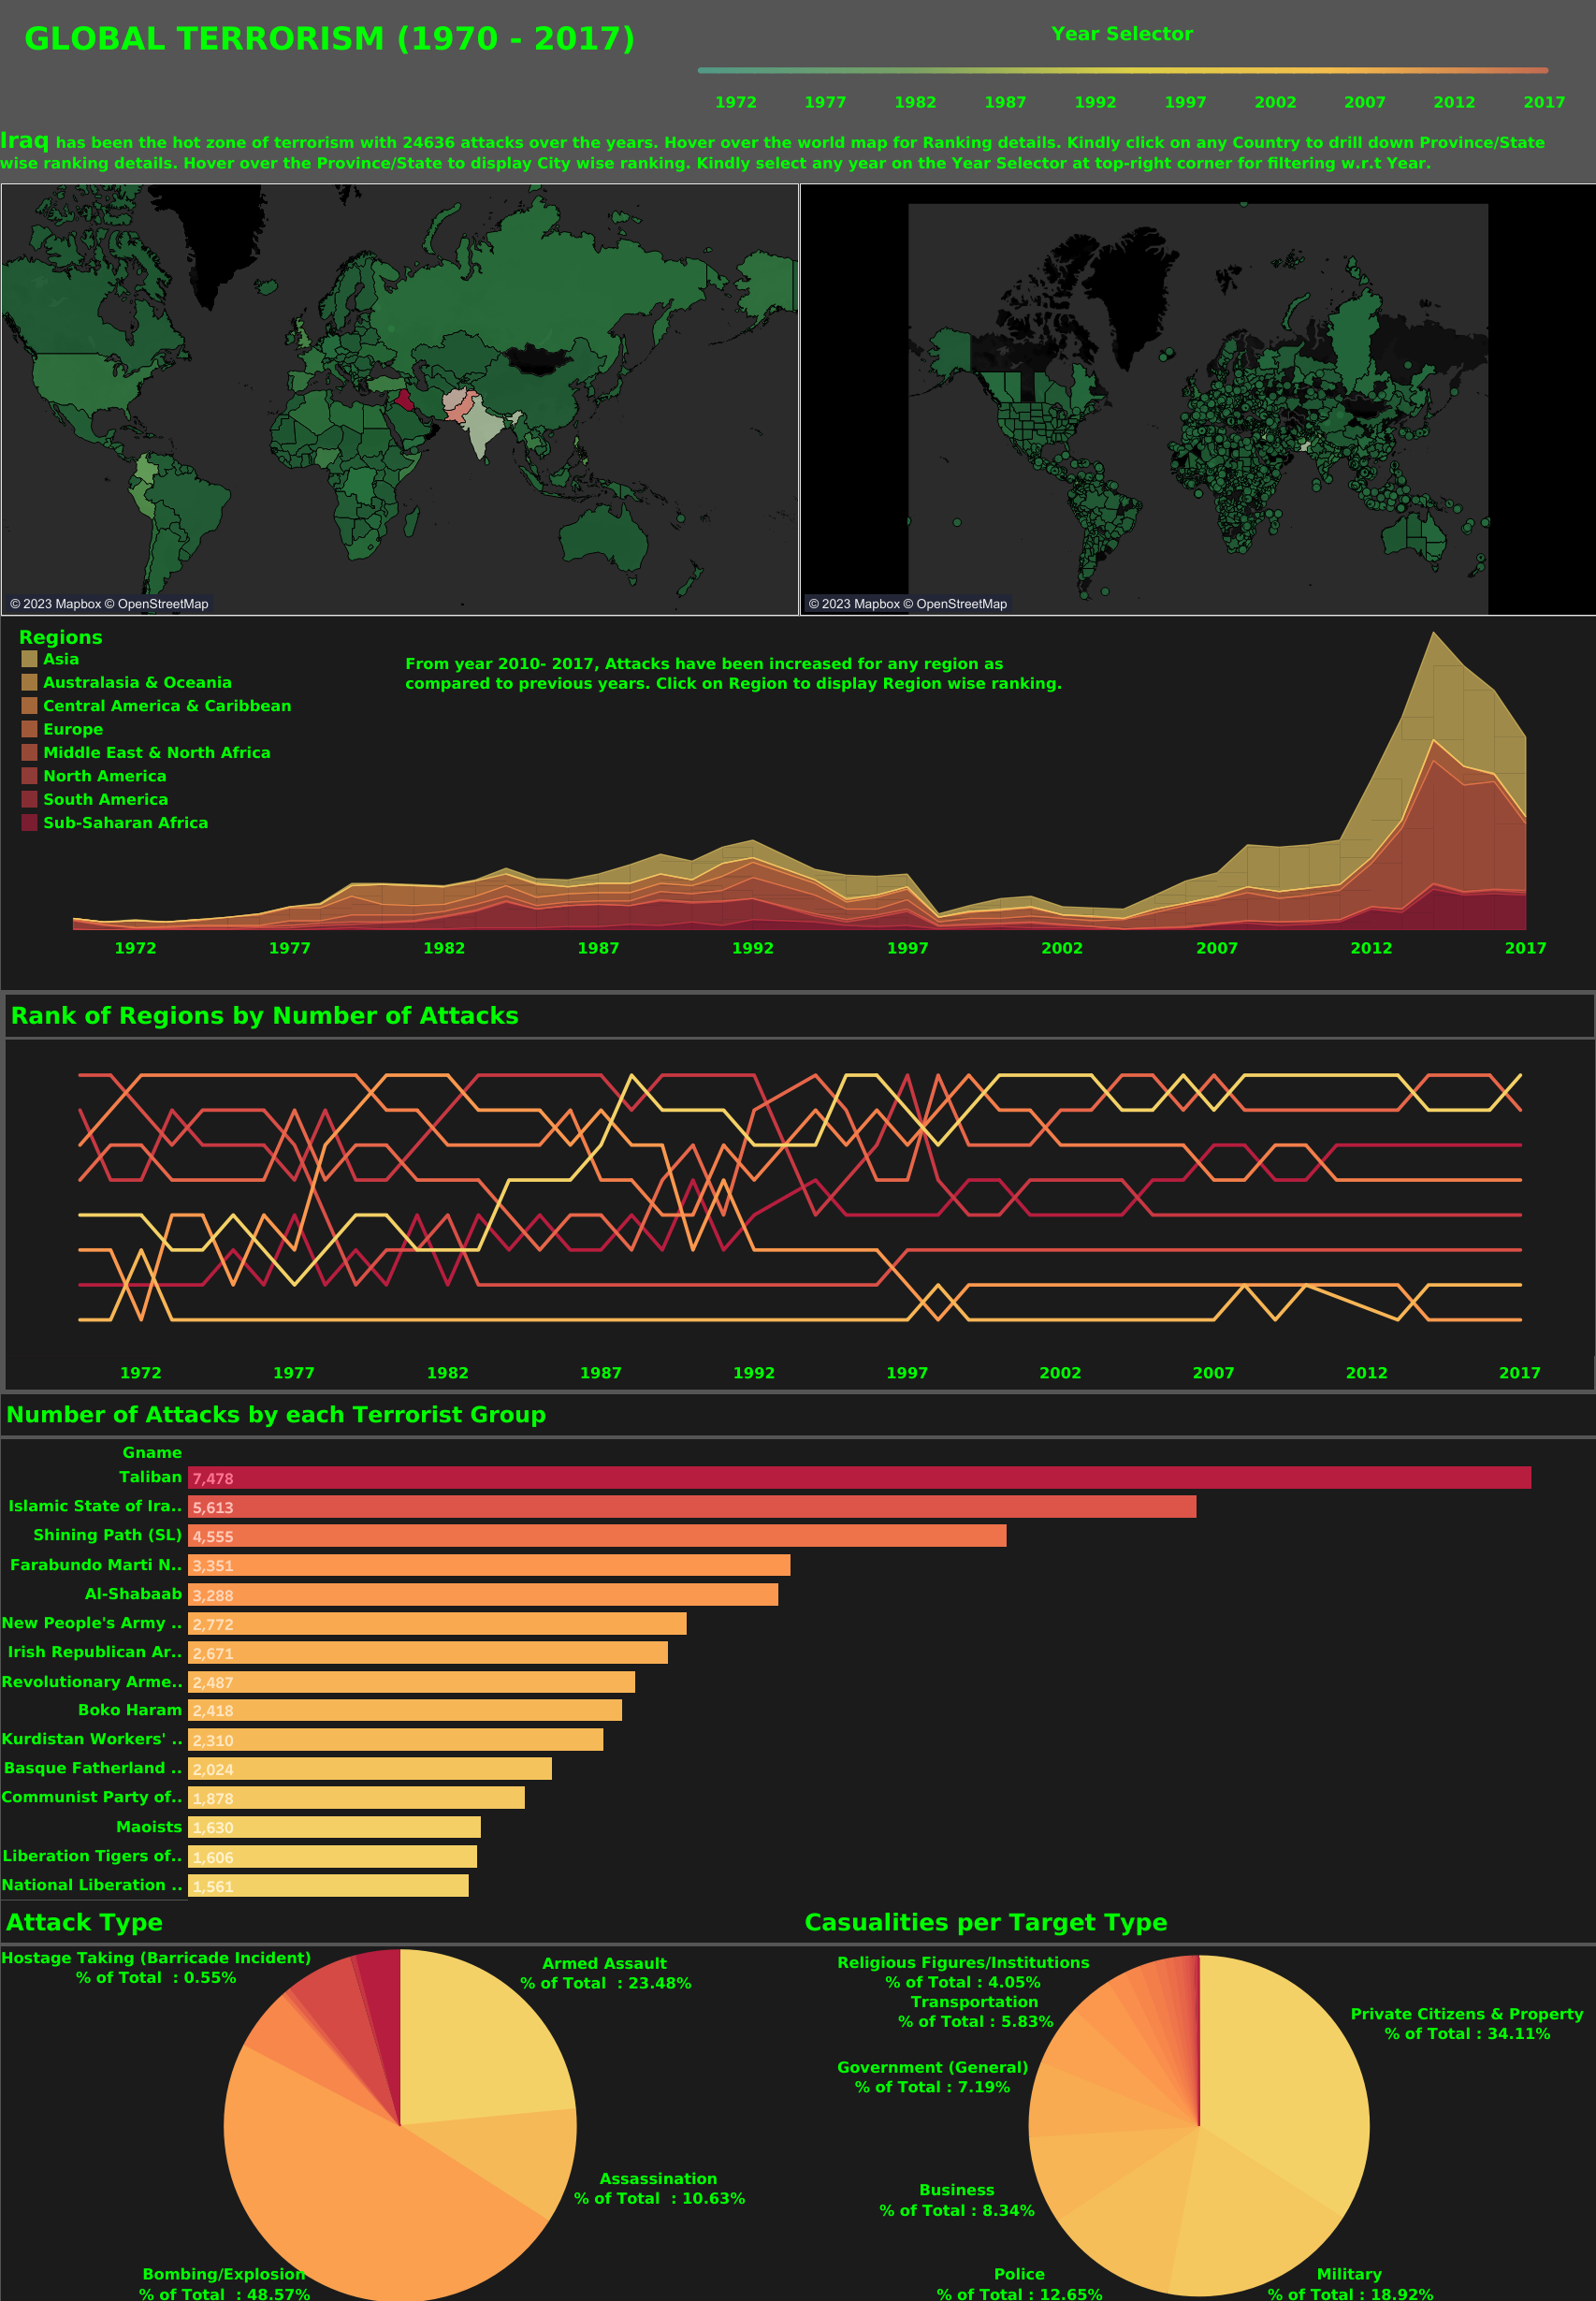 GLOBAL TERRORISM (1970 - 2017)
Year Selector
1972 1977 1982 1987 1992 1997 2002 2007 2012 2017
Iraq has been the hot zone of terrorism with 24636 attacks over the years. Hover over the world map for Ranking details. Kindly click on any Country to drill down Province/State
wise ranking details. Hover over the Province/State to display City wise ranking. Kindly select any year on the Year Selector at top-right corner for filtering w.r.t Year.
© 2023 Mapbox © OpenStreetMap
© 2023 Mapbox © OpenStreetMap
Regions
Asia
Australasia & Oceania
Central America & Caribbean
Europe
Middle East & North Africa
North America
South America
Sub-Saharan Africa
From year 2010- 2017, Attacks have been increased for any region as
compared to previous years. Click on Region to display Region wise ranking.
1972 1977 1982 1987 1992 1997 2002 2007 2012 2017
Rank of Regions by Number of Attacks
1972 1977 1982 1987 1992 1997 2002 2007 2012 2017
Number of Attacks by each Terrorist Group
Gname
Taliban 7,478
Islamic State of Ira.. 5,613
Shining Path (SL) 4,555
Farabundo Marti N.. 3,351
Al-Shabaab 3,288
New People's Army .. 2,772
Irish Republican Ar.. 2,671
Revolutionary Arme.. 2,487
Boko Haram 2,418
Kurdistan Workers' .. 2,310
Basque Fatherland .. 2,024
Communist Party of.. 1,878
Maoists 1,630
Liberation Tigers of.. 1,606
National Liberation .. 1,561
Attack Type
Hostage Taking (Barricade Incident)
% of Total : 0.55%
Armed Assault
% of Total : 23.48%
Assassination
% of Total : 10.63%
Bombing/Explosion
% of Total : 48.57%
Casualities per Target Type
Religious Figures/Institutions
% of Total : 4.05%
Transportation
% of Total : 5.83%
Private Citizens & Property
% of Total : 34.11%
Government (General)
% of Total : 7.19%
Business
% of Total : 8.34%
Police
% of Total : 12.65%
Military
% of Total : 18.92%